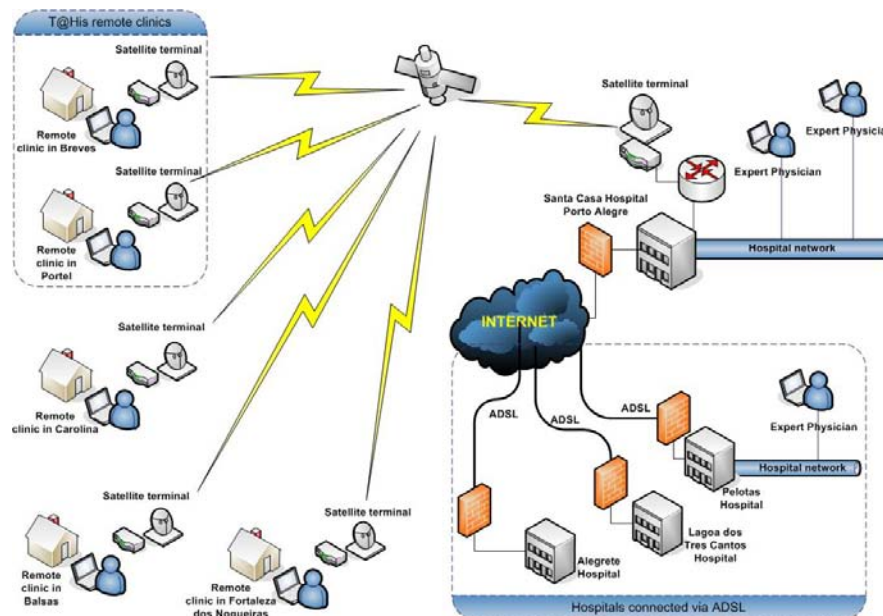 T@His remote clinics
Satellite terminal
Remote
clinic in Breves
Satellite terminal
Remote
clinic in
Portel
Satellite terminal
Remote
clinic in Carolina
Satellite terminal
Remote
clinic in
Balsas
Satellite terminal
Remote
clinic in Fortaleza
dos Nogueiras
Satellite terminal
Expert Physician
Expert Physician
Santa Casa Hospital
Porto Alegre
Hospital network
INTERNET
ADSL
ADSL
ADSL
Expert Physician
Hospital network
Pelotas
Hospital
Lagoa dos
Tres Cantos
Hospital
Alegrete
Hospital
Hospitals connected via ADSL